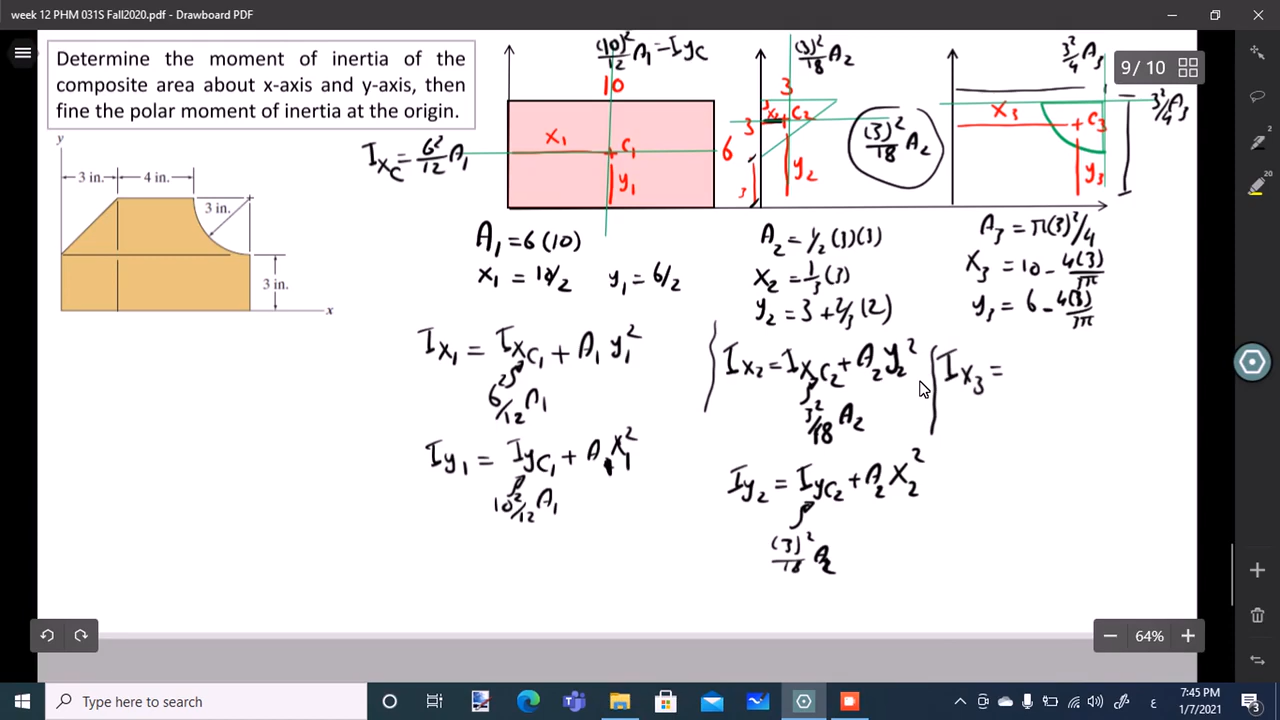 week 12 PHM 031S Fall2020.pdf - Drawboard PDF
Determine the moment of inertia of the
composite area about x-axis and y-axis, then
fine the polar moment of inertia at the origin.
y
3 in.
4 in.
3 in.
3 in.
x
(10)²/12 A₁ = IyC
10
I_xC = 6²/12 A₁
x₁
C₁
6
y₁
A₁ = 6(10)
x₁ = 10/2 y₁ = 6/2
(3)²/18 A₂
3
3
x₂
C₂
3
y₂
(3)²/18 A₂
A₂ = 1/2 (3)(3)
x₂ = 1/3 (3)
y₂ = 3 + 2/3 (2)
3²/4 A₃
3²/4 A₃
x₃
C₃
y₃
A₃ = π(3)²/4
x₃ = 10 - 4(3)/3π
y₃ = 6 - 4(3)/3π
Ix₁ = IxC₁ + A₁ y₁²
6²/12 A₁
Iy₁ = IyC₁ + A₁ x₁²
10²/12 A₁
Ix₂ = IxC₂ + A₂ y₂²
3²/18 A₂
Iy₂ = IyC₂ + A₂ x₂²
(3)²/18 A₂
Ix₃ =
9 / 10
20
64%
Type here to search
ε
7:45 PM
1/7/2021
3